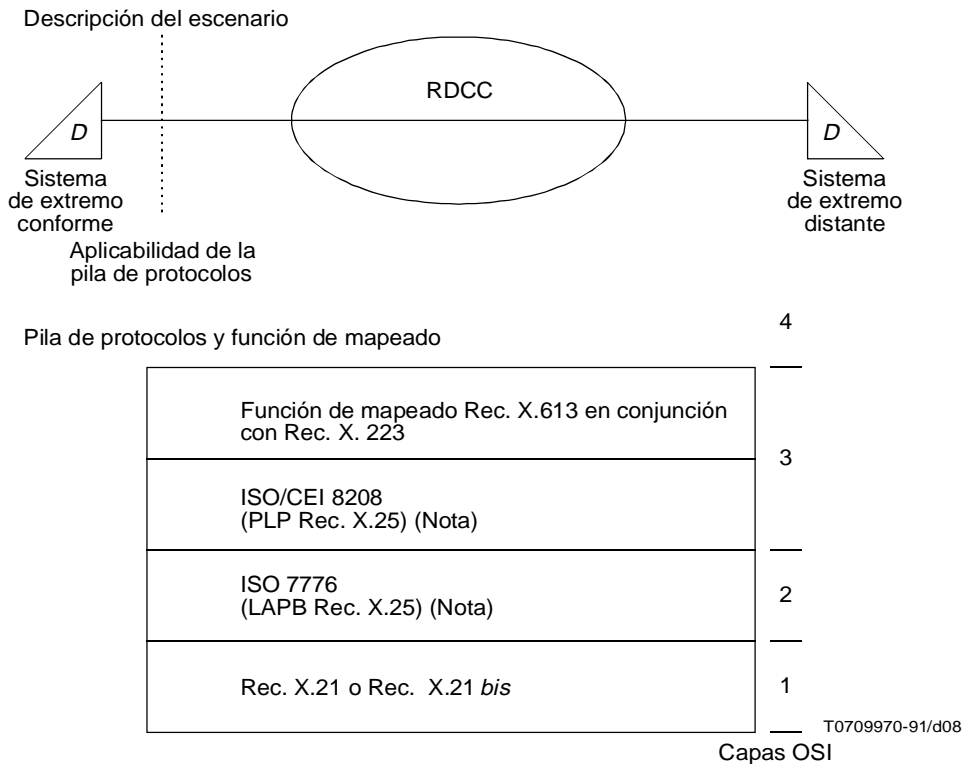 Descripción del escenario
RDCC
D
D
Sistema
de extremo
conforme
Sistema
de extremo
distante
Aplicabilidad de la
pila de protocolos
Pila de protocolos y función de mapeado
4
Función de mapeado Rec. X.613 en conjunción
con Rec. X. 223
3
ISO/CEI 8208
(PLP Rec. X.25) (Nota)
ISO 7776
(LAPB Rec. X.25) (Nota)
2
Rec. X.21 o Rec. X.21 bis
1
T0709970-91/d08
Capas OSI